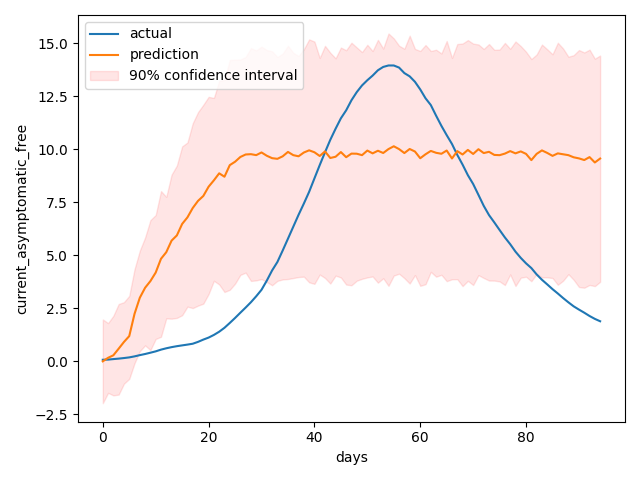 actual
prediction
90% confidence interval
current_asymptomatic_free
15.0
12.5
10.0
7.5
5.0
2.5
0.0
−2.5
0 20 40 60 80
days